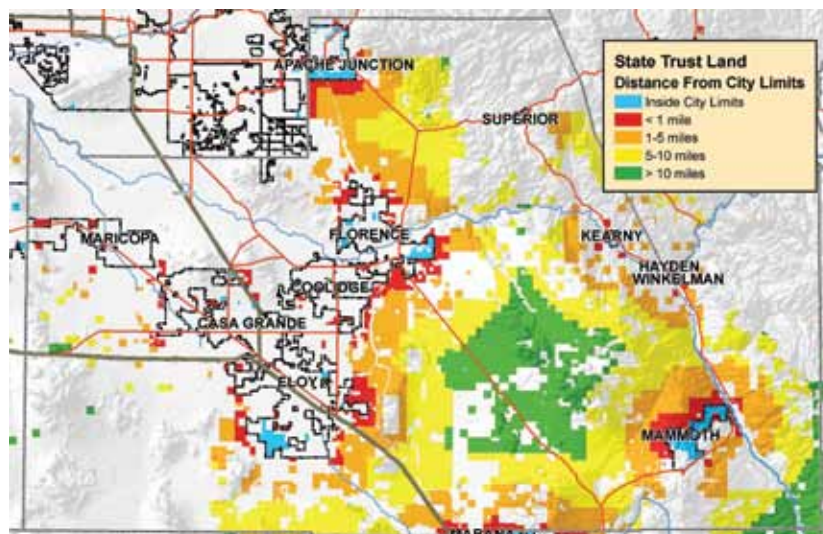 APACHE JUNCTION
State Trust Land
Distance From City Limits
Inside City Limits
< 1 mile
1-5 miles
5-10 miles
> 10 miles
SUPERIOR
FLORENCE
MARICOPA
KEARNY
HAYDEN
WINKELMAN
COOLIDGE
CASA GRANDE
ELOY
MAMMOTH
MARANA